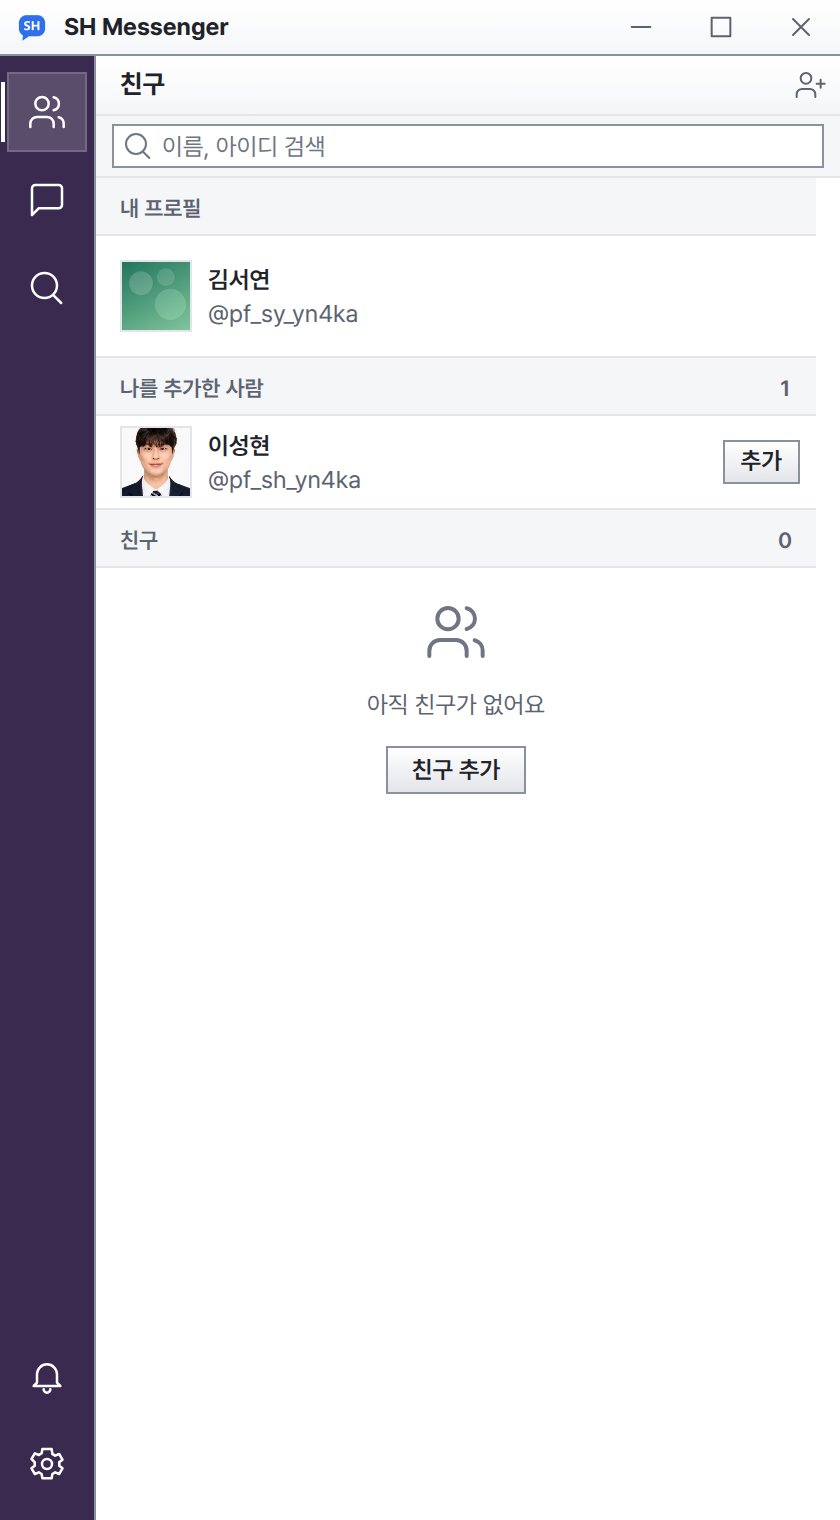 SH
SH Messenger
친구
이름, 아이디 검색
내 프로필
김서연
@pf_sy_yn4ka
나를 추가한 사람
1
이성현
@pf_sh_yn4ka
추가
친구
0
아직 친구가 없어요
친구 추가